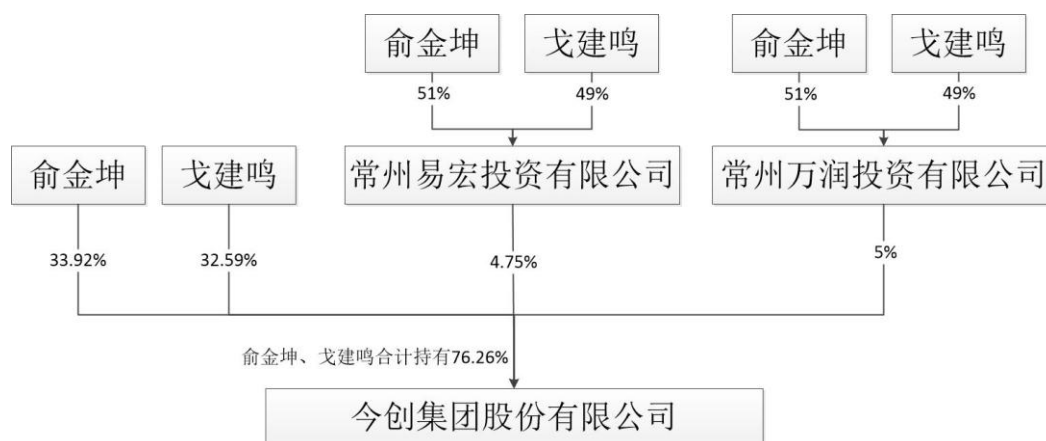 俞金坤
戈建鸣
俞金坤
戈建鸣
51%
49%
51%
49%
俞金坤
戈建鸣
常州易宏投资有限公司
常州万润投资有限公司
33.92%
32.59%
4.75%
5%
俞金坤、戈建鸣合计持有76.26%
今创集团股份有限公司